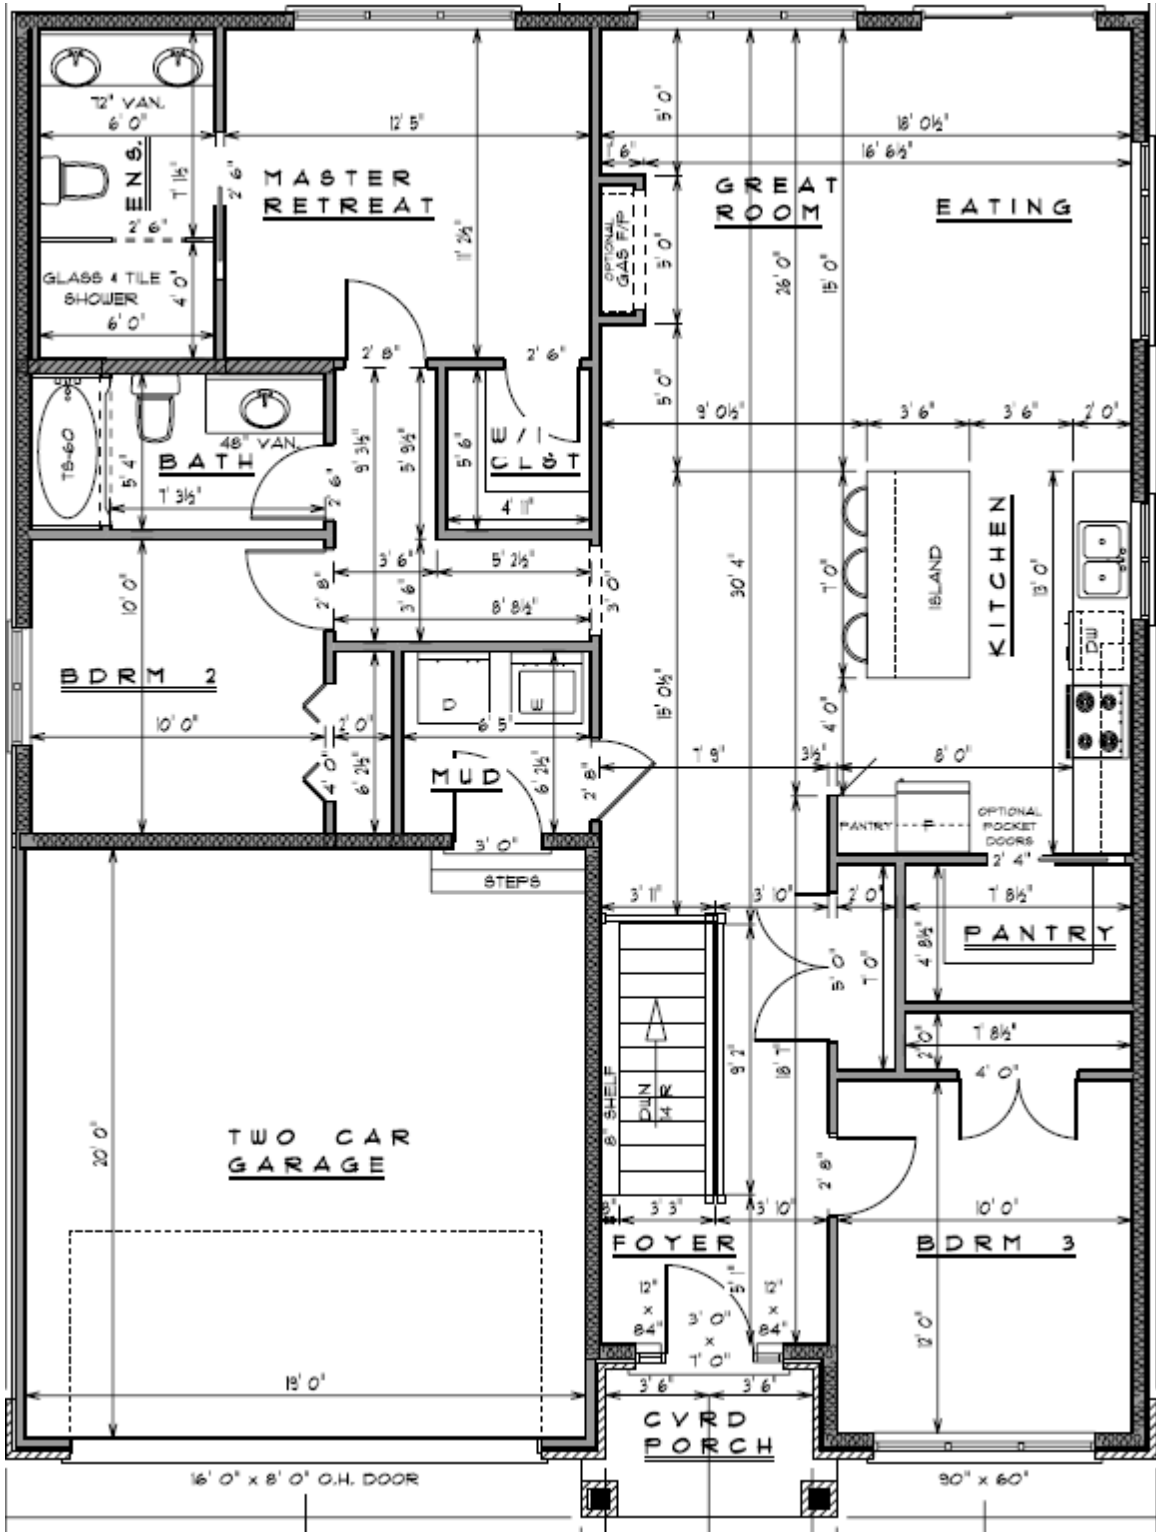 72" VAN.
6' 0"
12' 5"
5' 0"
18' 0½"
1' 6"
16' 6½"
ENS.
7' 1½"
2' 6"
MASTER
RETREAT
GREAT
ROOM
EATING
2' 6"
11' 2½"
OPTIONAL
GAS F/P
5' 0"
26' 0"
15' 0"
GLASS & TILE
SHOWER
4' 0"
6' 0"
2' 8"
2' 6"
5' 0"
9' 0½"
3' 6"
3' 6"
2' 0"
TS-60
5' 4"
48" VAN.
BATH
7' 3½"
2' 6"
9' 3½"
5' 9½"
5' 6"
W/I
CLST
4' 11"
3' 6"
5' 2½"
3' 6"
8' 8½"
3' 0"
30' 4"
7' 0"
ISLAND
KITCHEN
13' 0"
DW
10' 0"
2' 8"
BDRM 2
10' 0"
2' 0"
4' 0"
6' 2½"
D
W
6' 5"
MUD
6' 2½"
2' 8"
15' 0½"
4' 0"
7' 8"
3½"
8' 0"
PANTRY
F
OPTIONAL
POCKET
DOORS
2' 4"
3' 0"
STEPS
3' 11"
3' 10"
2' 0"
7' 8½"
PANTRY
4' 8½"
5' 0"
7' 0"
7' 8½"
2' 0"
4' 0"
9' 2"
18' 7"
8" SHELF
DWN
14 R
20' 0"
TWO CAR
GARAGE
2' 8"
8"
3' 3"
3' 10"
10' 0"
FOYER
BDRM 3
5' 1"
12"
x
84"
3' 0"
x
7' 0"
12"
x
84"
12' 0"
19' 0"
3' 6"
3' 6"
CVRD
PORCH
16' 0" x 8' 0" O.H. DOOR
90" x 60"